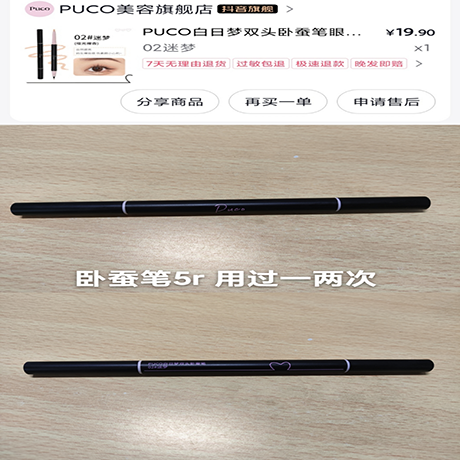 Puco
PUCO美容旗舰店 抖音旗舰 >
02#迷梦
PUCO白日梦双头卧蚕笔眼... ¥19.90
02迷梦 x1
7天无理由退货 过敏包退 极速退款 晚发即赔 >
分享商品 再买一单 申请售后
Puco
卧蚕笔5r 用过一两次